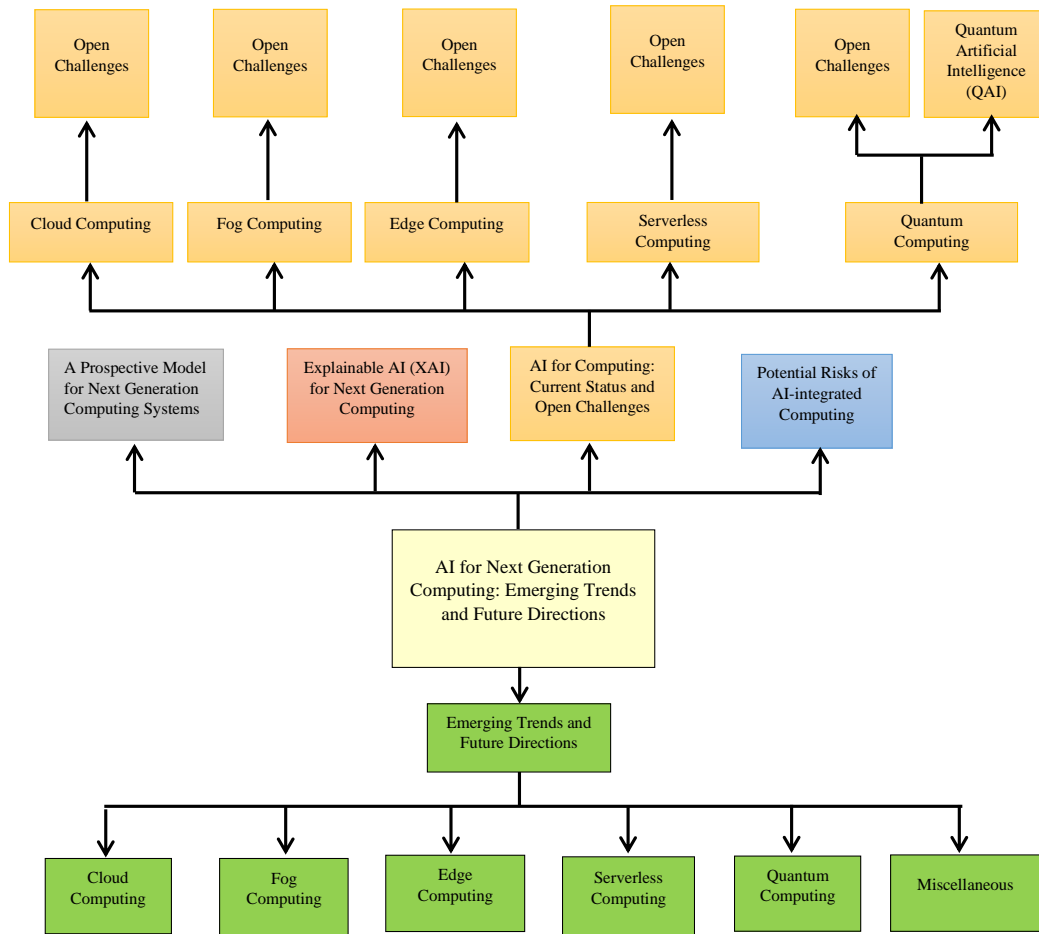 Open
Challenges
Open
Challenges
Open
Challenges
Open
Challenges
Open
Challenges
Quantum
Artificial
Intelligence
(QAI)
Cloud Computing
Fog Computing
Edge Computing
Serverless
Computing
Quantum
Computing
A Prospective Model
for Next Generation
Computing Systems
Explainable AI (XAI)
for Next Generation
Computing
AI for Computing:
Current Status and
Open Challenges
Potential Risks of
AI-integrated
Computing
AI for Next Generation
Computing: Emerging Trends
and Future Directions
Emerging Trends and
Future Directions
Cloud
Computing
Fog
Computing
Edge
Computing
Serverless
Computing
Quantum
Computing
Miscellaneous